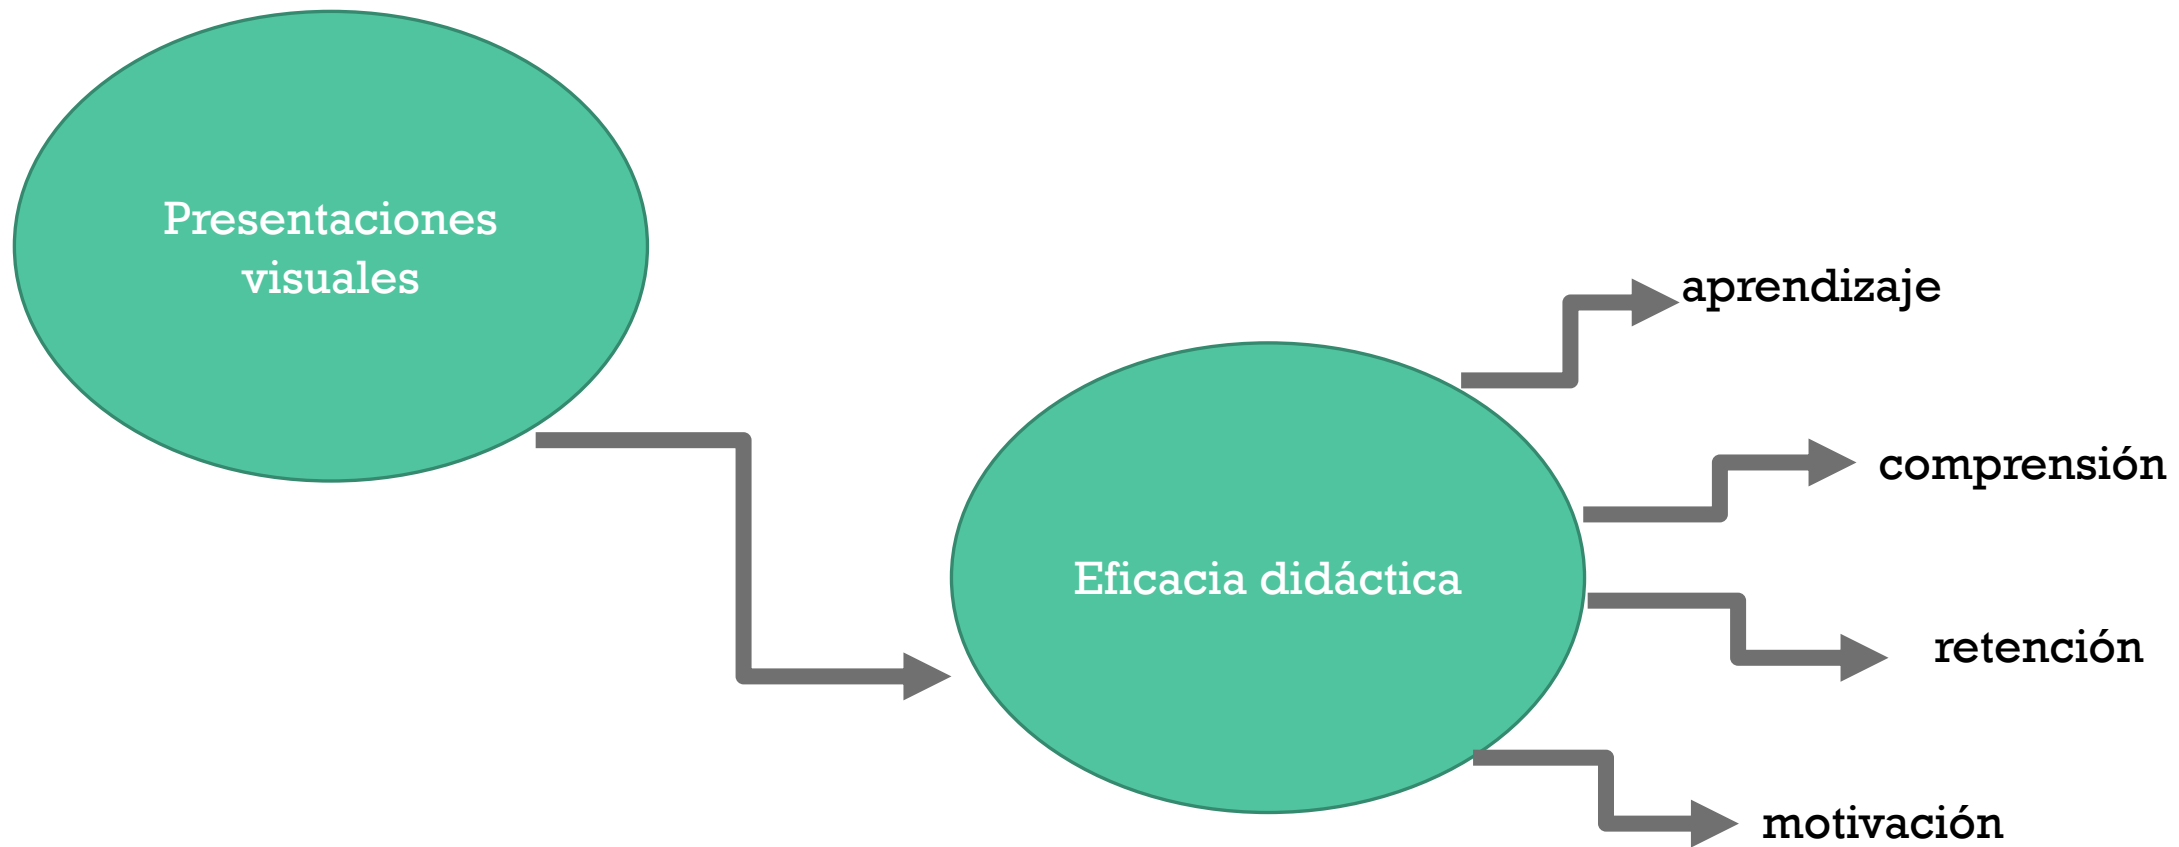 Presentaciones
visuales
aprendizaje
comprensión
Eficacia didáctica
retención
motivación